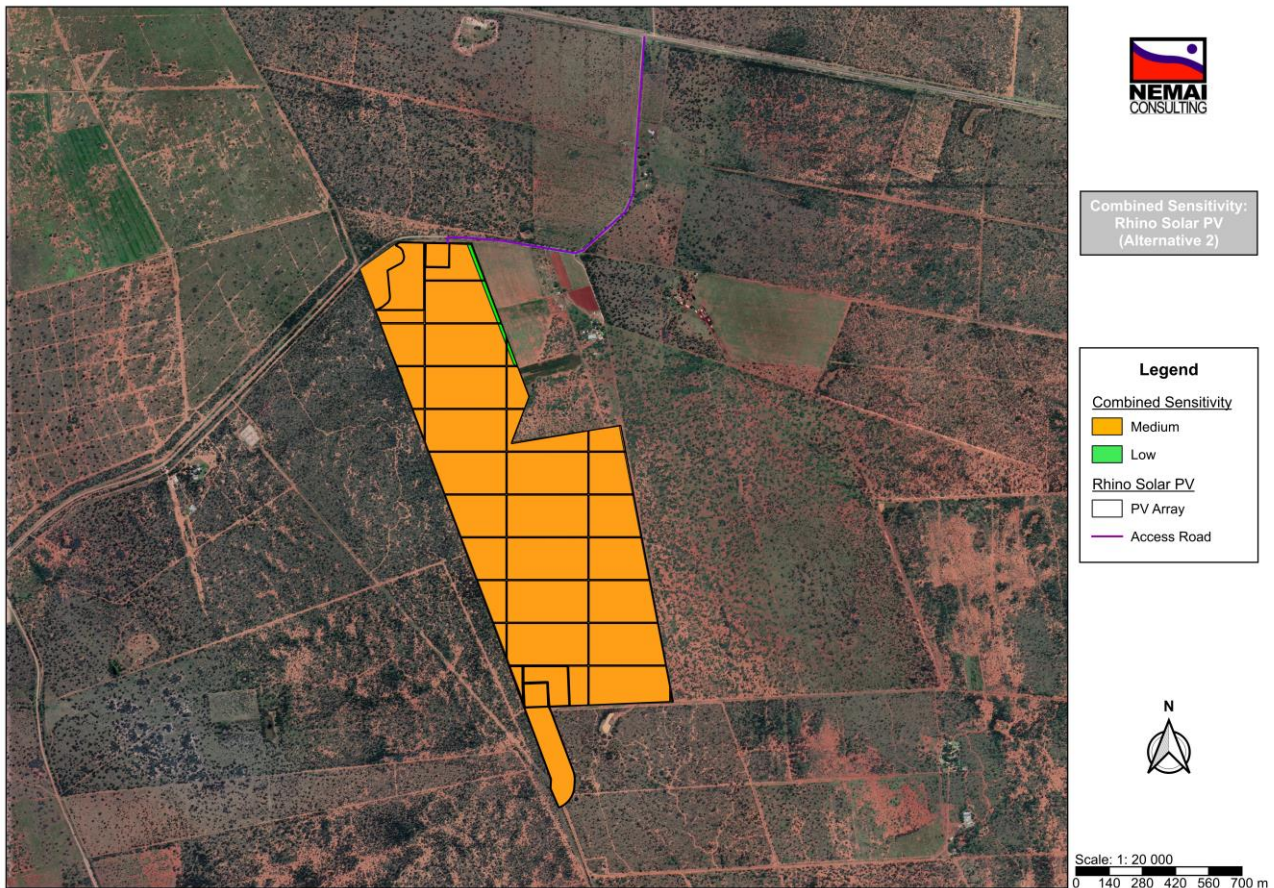 NEMAI
CONSULTING
Combined Sensitivity:
Rhino Solar PV
(Alternative 2)
Legend
Combined Sensitivity
Medium
Low
Rhino Solar PV
PV Array
Access Road
N
Scale: 1: 20 000
0 140 280 420 560 700 m